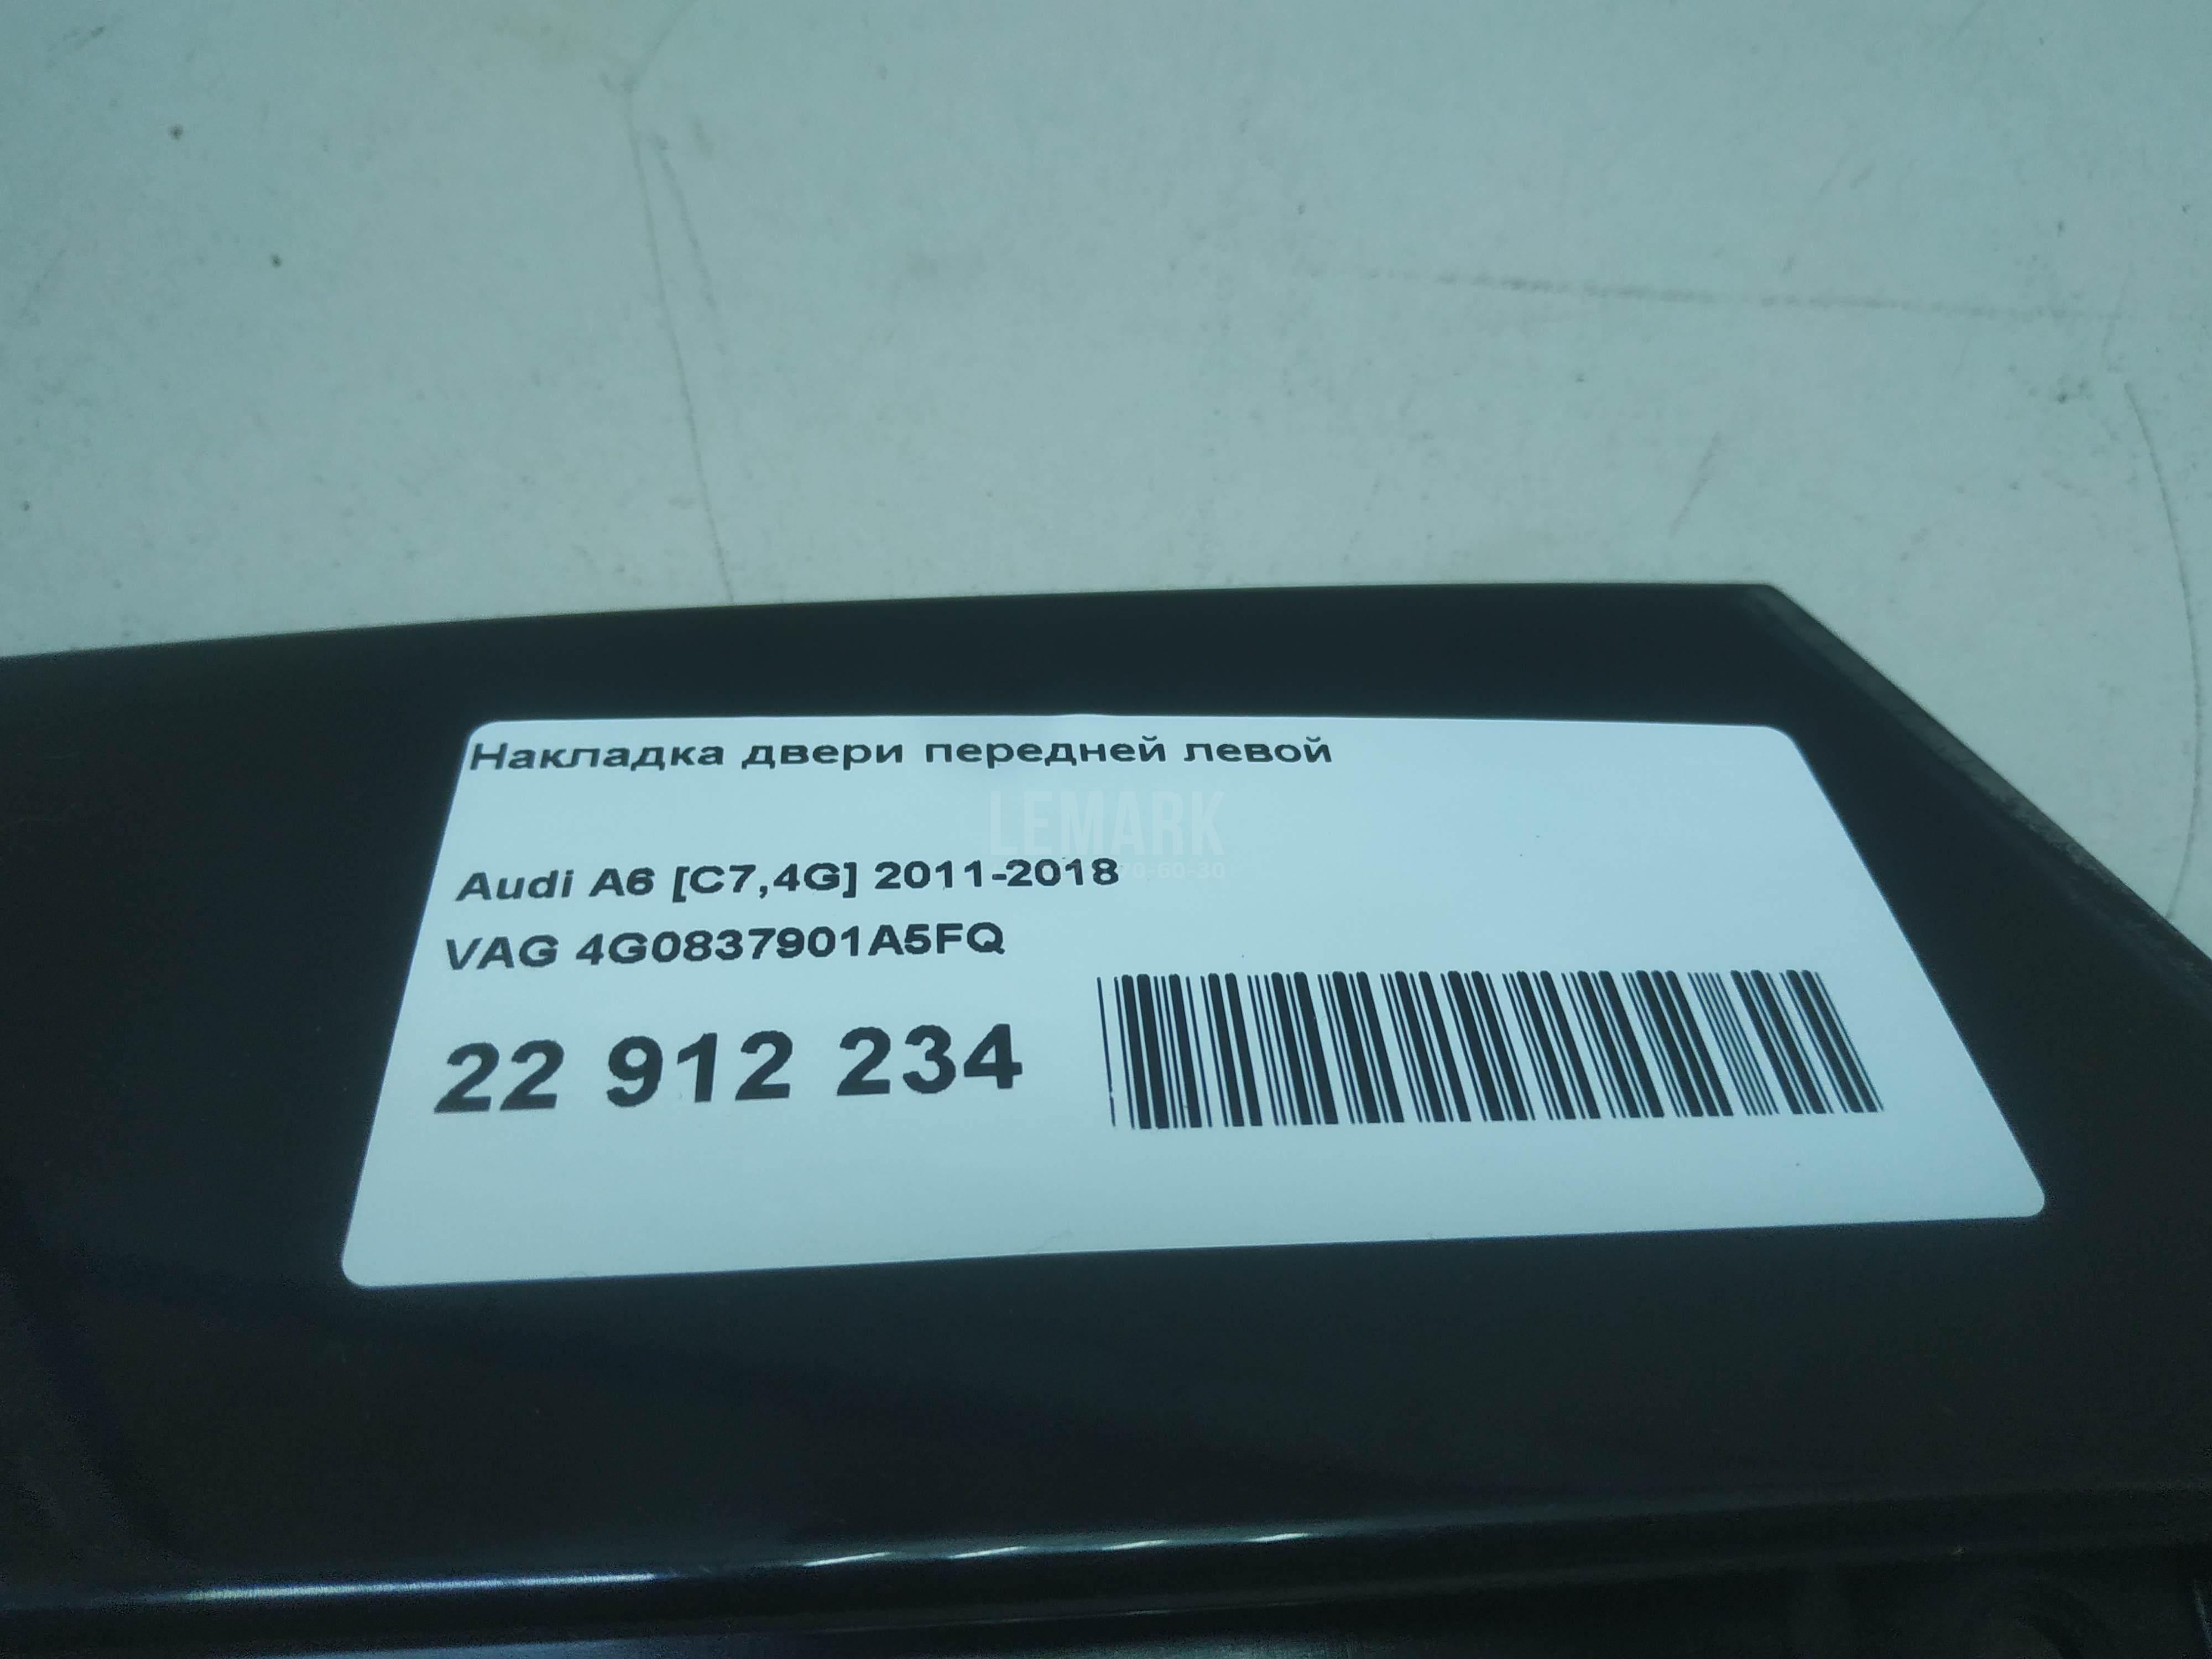 Накладка двери передней левой
LEMARK
Audi A6 [C7,4G] 2011-2018
VAG 4G0837901A5FQ
22 912 234